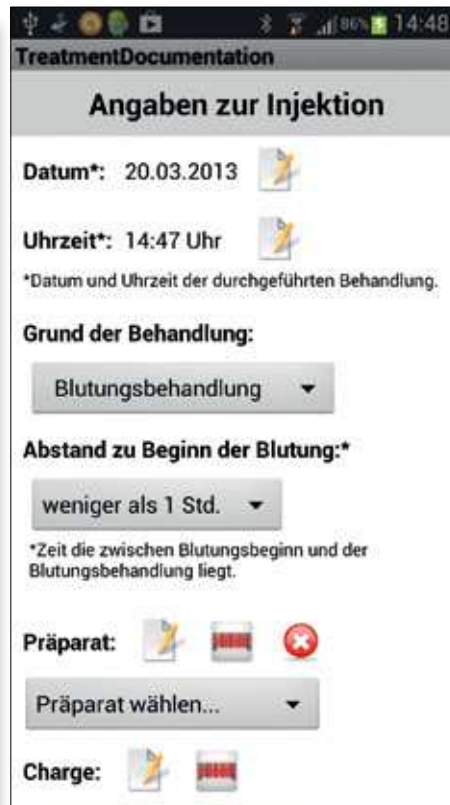 86% 14:48
TreatmentDocumentation
Angaben zur Injektion
Datum*: 20.03.2013
Uhrzeit*: 14:47 Uhr
*Datum und Uhrzeit der durchgeführten Behandlung.
Grund der Behandlung:
Blutungsbehandlung
Abstand zu Beginn der Blutung:*
weniger als 1 Std.
*Zeit die zwischen Blutungsbeginn und der
Blutungsbehandlung liegt.
Präparat:
Präparat wählen...
Charge: